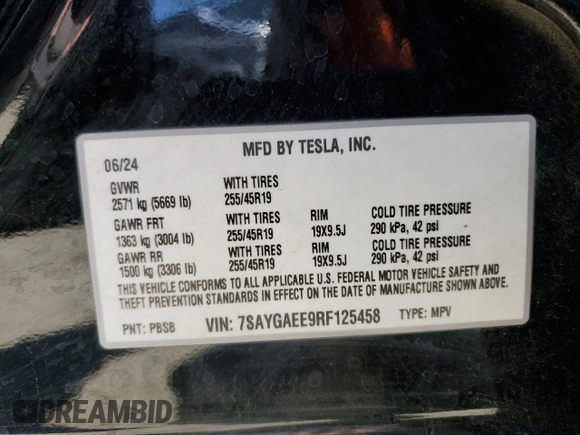 MFD BY TESLA, INC.
06/24
GVWR WITH TIRES
2571 kg (5669 lb) 255/45R19
GAWR FRT WITH TIRES RIM COLD TIRE PRESSURE
1363 kg (3004 lb) 255/45R19 19X9.5J 290 kPa, 42 psi
GAWR RR WITH TIRES RIM COLD TIRE PRESSURE
1500 kg (3306 lb) 255/45R19 19X9.5J 290 kPa, 42 psi
THIS VEHICLE CONFORMS TO ALL APPLICABLE U.S. FEDERAL MOTOR VEHICLE SAFETY AND
THEFT PREVENTION STANDARDS IN EFFECT ON THE DATE OF MANUFACTURE SHOWN ABOVE.
PNT: PBSB VIN: 7SAYGAEE9RF125458 TYPE: MPV
DREAMBID